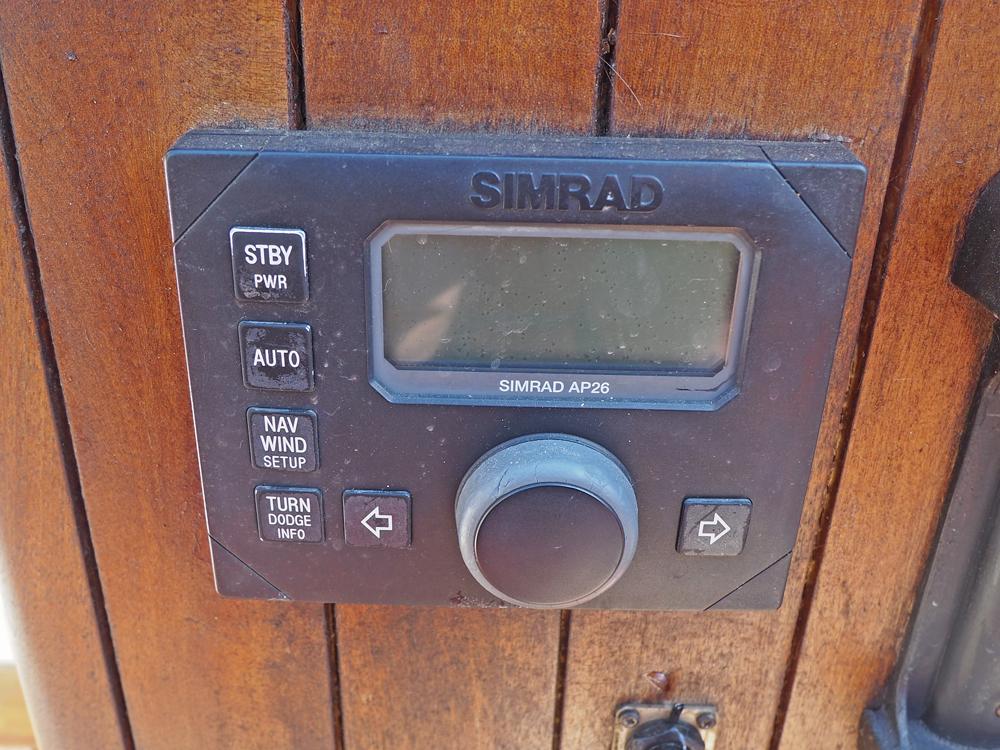 SIMRAD
STBY
PWR
AUTO
NAV
WIND
SETUP
TURN
DODGE
INFO
SIMRAD AP26